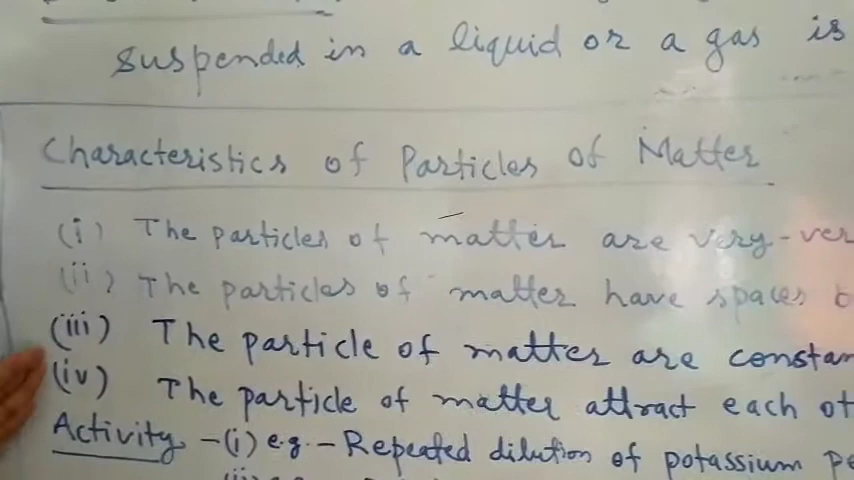 suspended in a liquid or a gas is
Characteristics of Particles of Matter
(i) The particles of matter are very-ver
(ii) The particles of matter have spaces
(iii) The particle of matter are constan
(iv) The particle of matter attract each ot
Activity -(i) e.g. - Repeated dilution of potassium pe